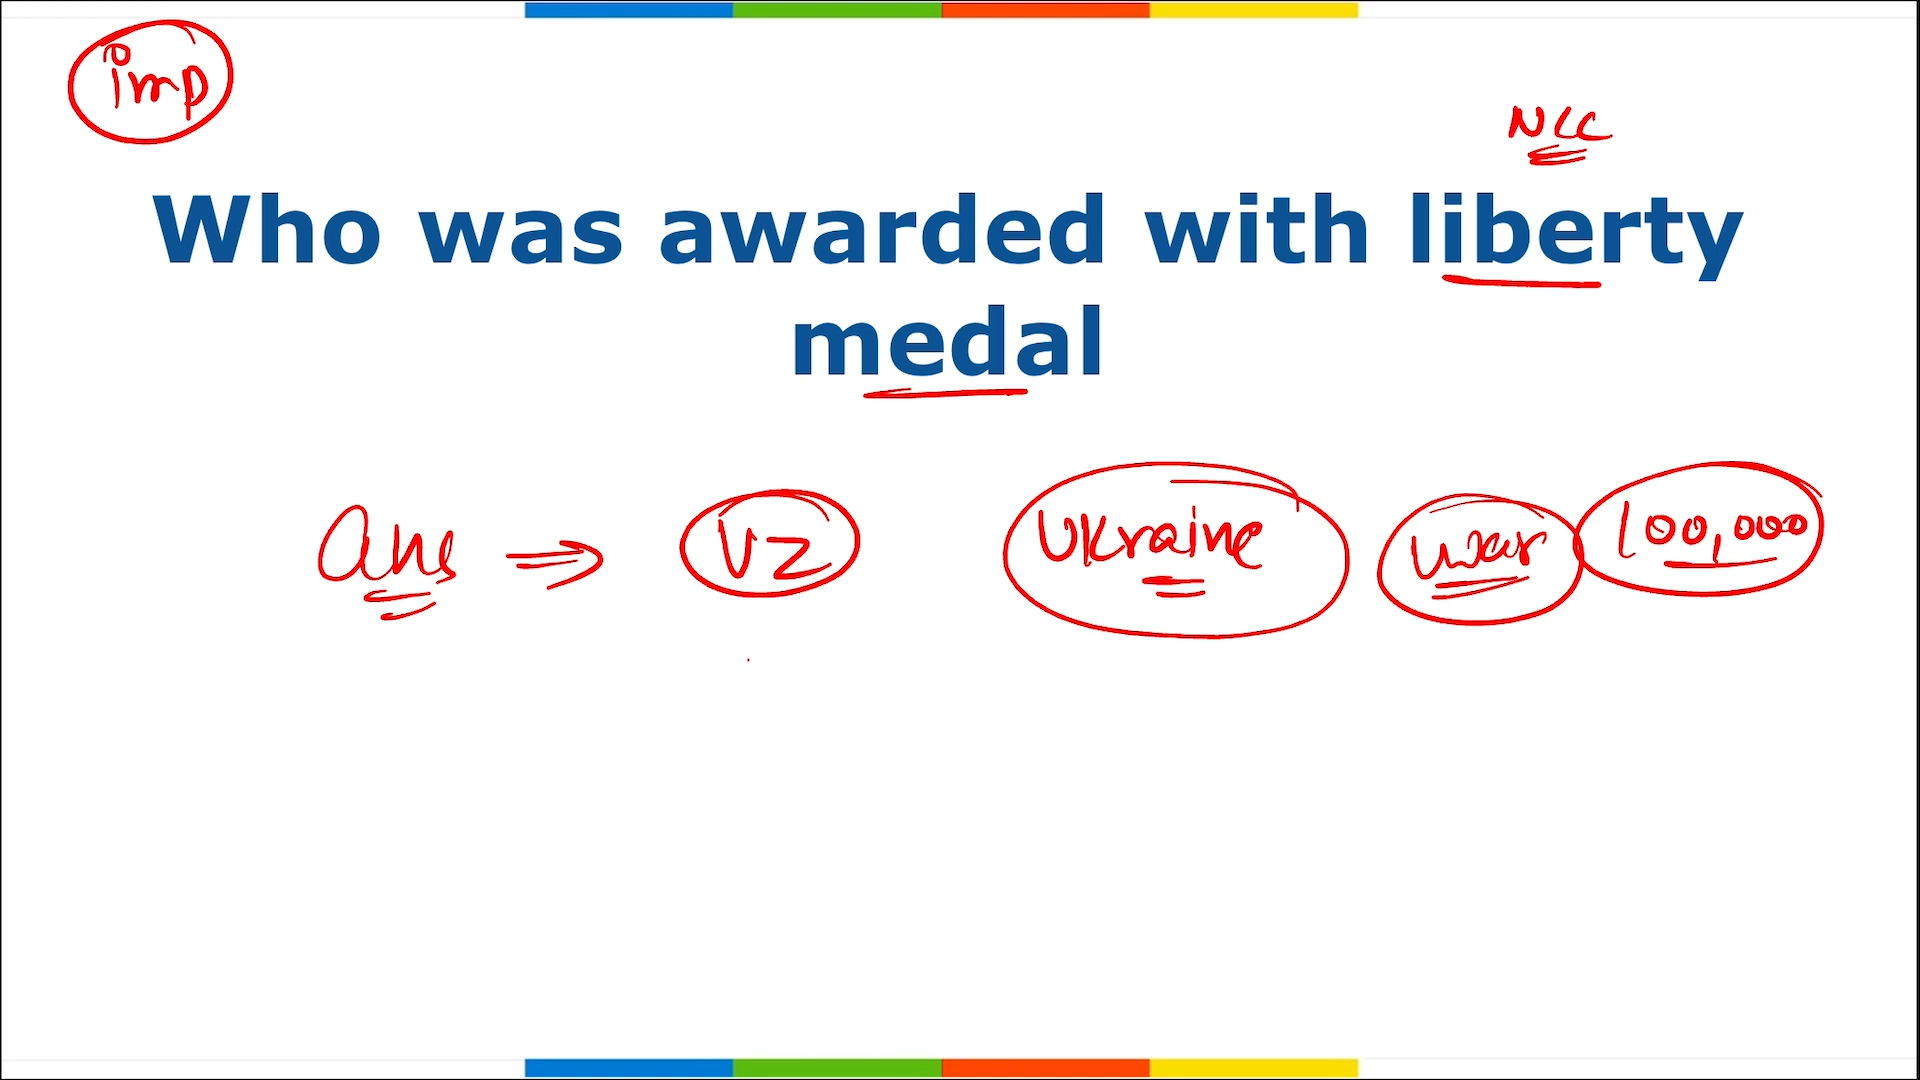 imp
NCC
Who was awarded with liberty
medal
Ans ⇒ VZ Ukraine war 100,000